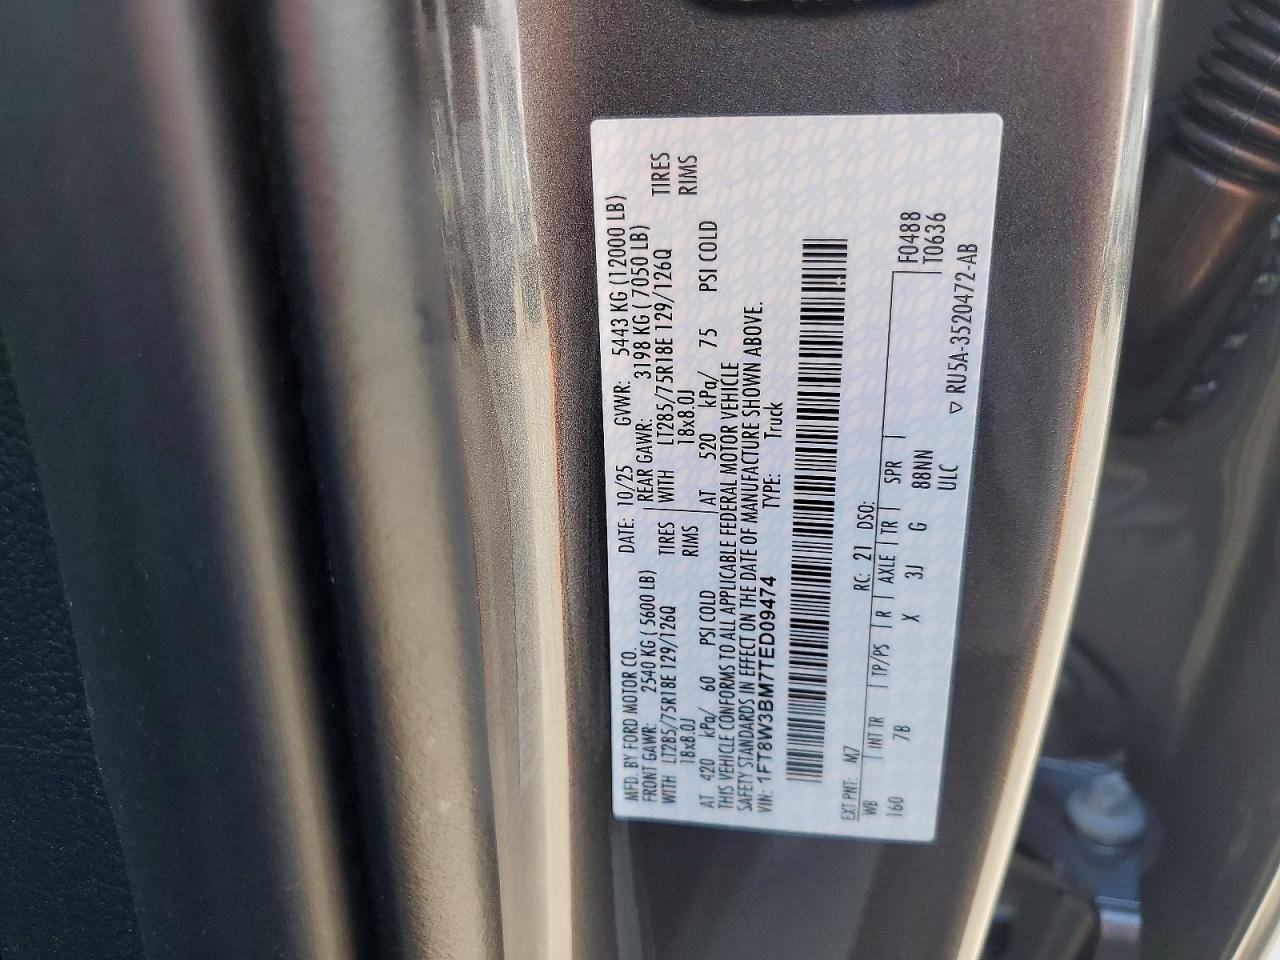 MFD. BY FORD MOTOR CO. DATE: 10/25 GVWR: 5443 KG (12000 LB)
FRONT GAWR: 2540 KG ( 5600 LB) REAR GAWR: 3198 KG ( 7050 LB)
WITH LT285/75R18E 129/126Q TIRES WITH LT285/75R18E 129/126Q TIRES
18x8.0J RIMS 18x8.0J RIMS
AT 420 kPa/ 60 PSI COLD AT 520 kPa/ 75 PSI COLD
THIS VEHICLE CONFORMS TO ALL APPLICABLE FEDERAL MOTOR VEHICLE
SAFETY STANDARDS IN EFFECT ON THE DATE OF MANUFACTURE SHOWN ABOVE.
VIN: 1FT8W3BM7TED09474 TYPE: Truck
EXT PNT: M7 RC: 21 DSO:
WB INT TR TP/PS R AXLE TR SPR F0488
160 7B X 3J G 88NN T0636
ULC ▽ RU5A-3520472-AB